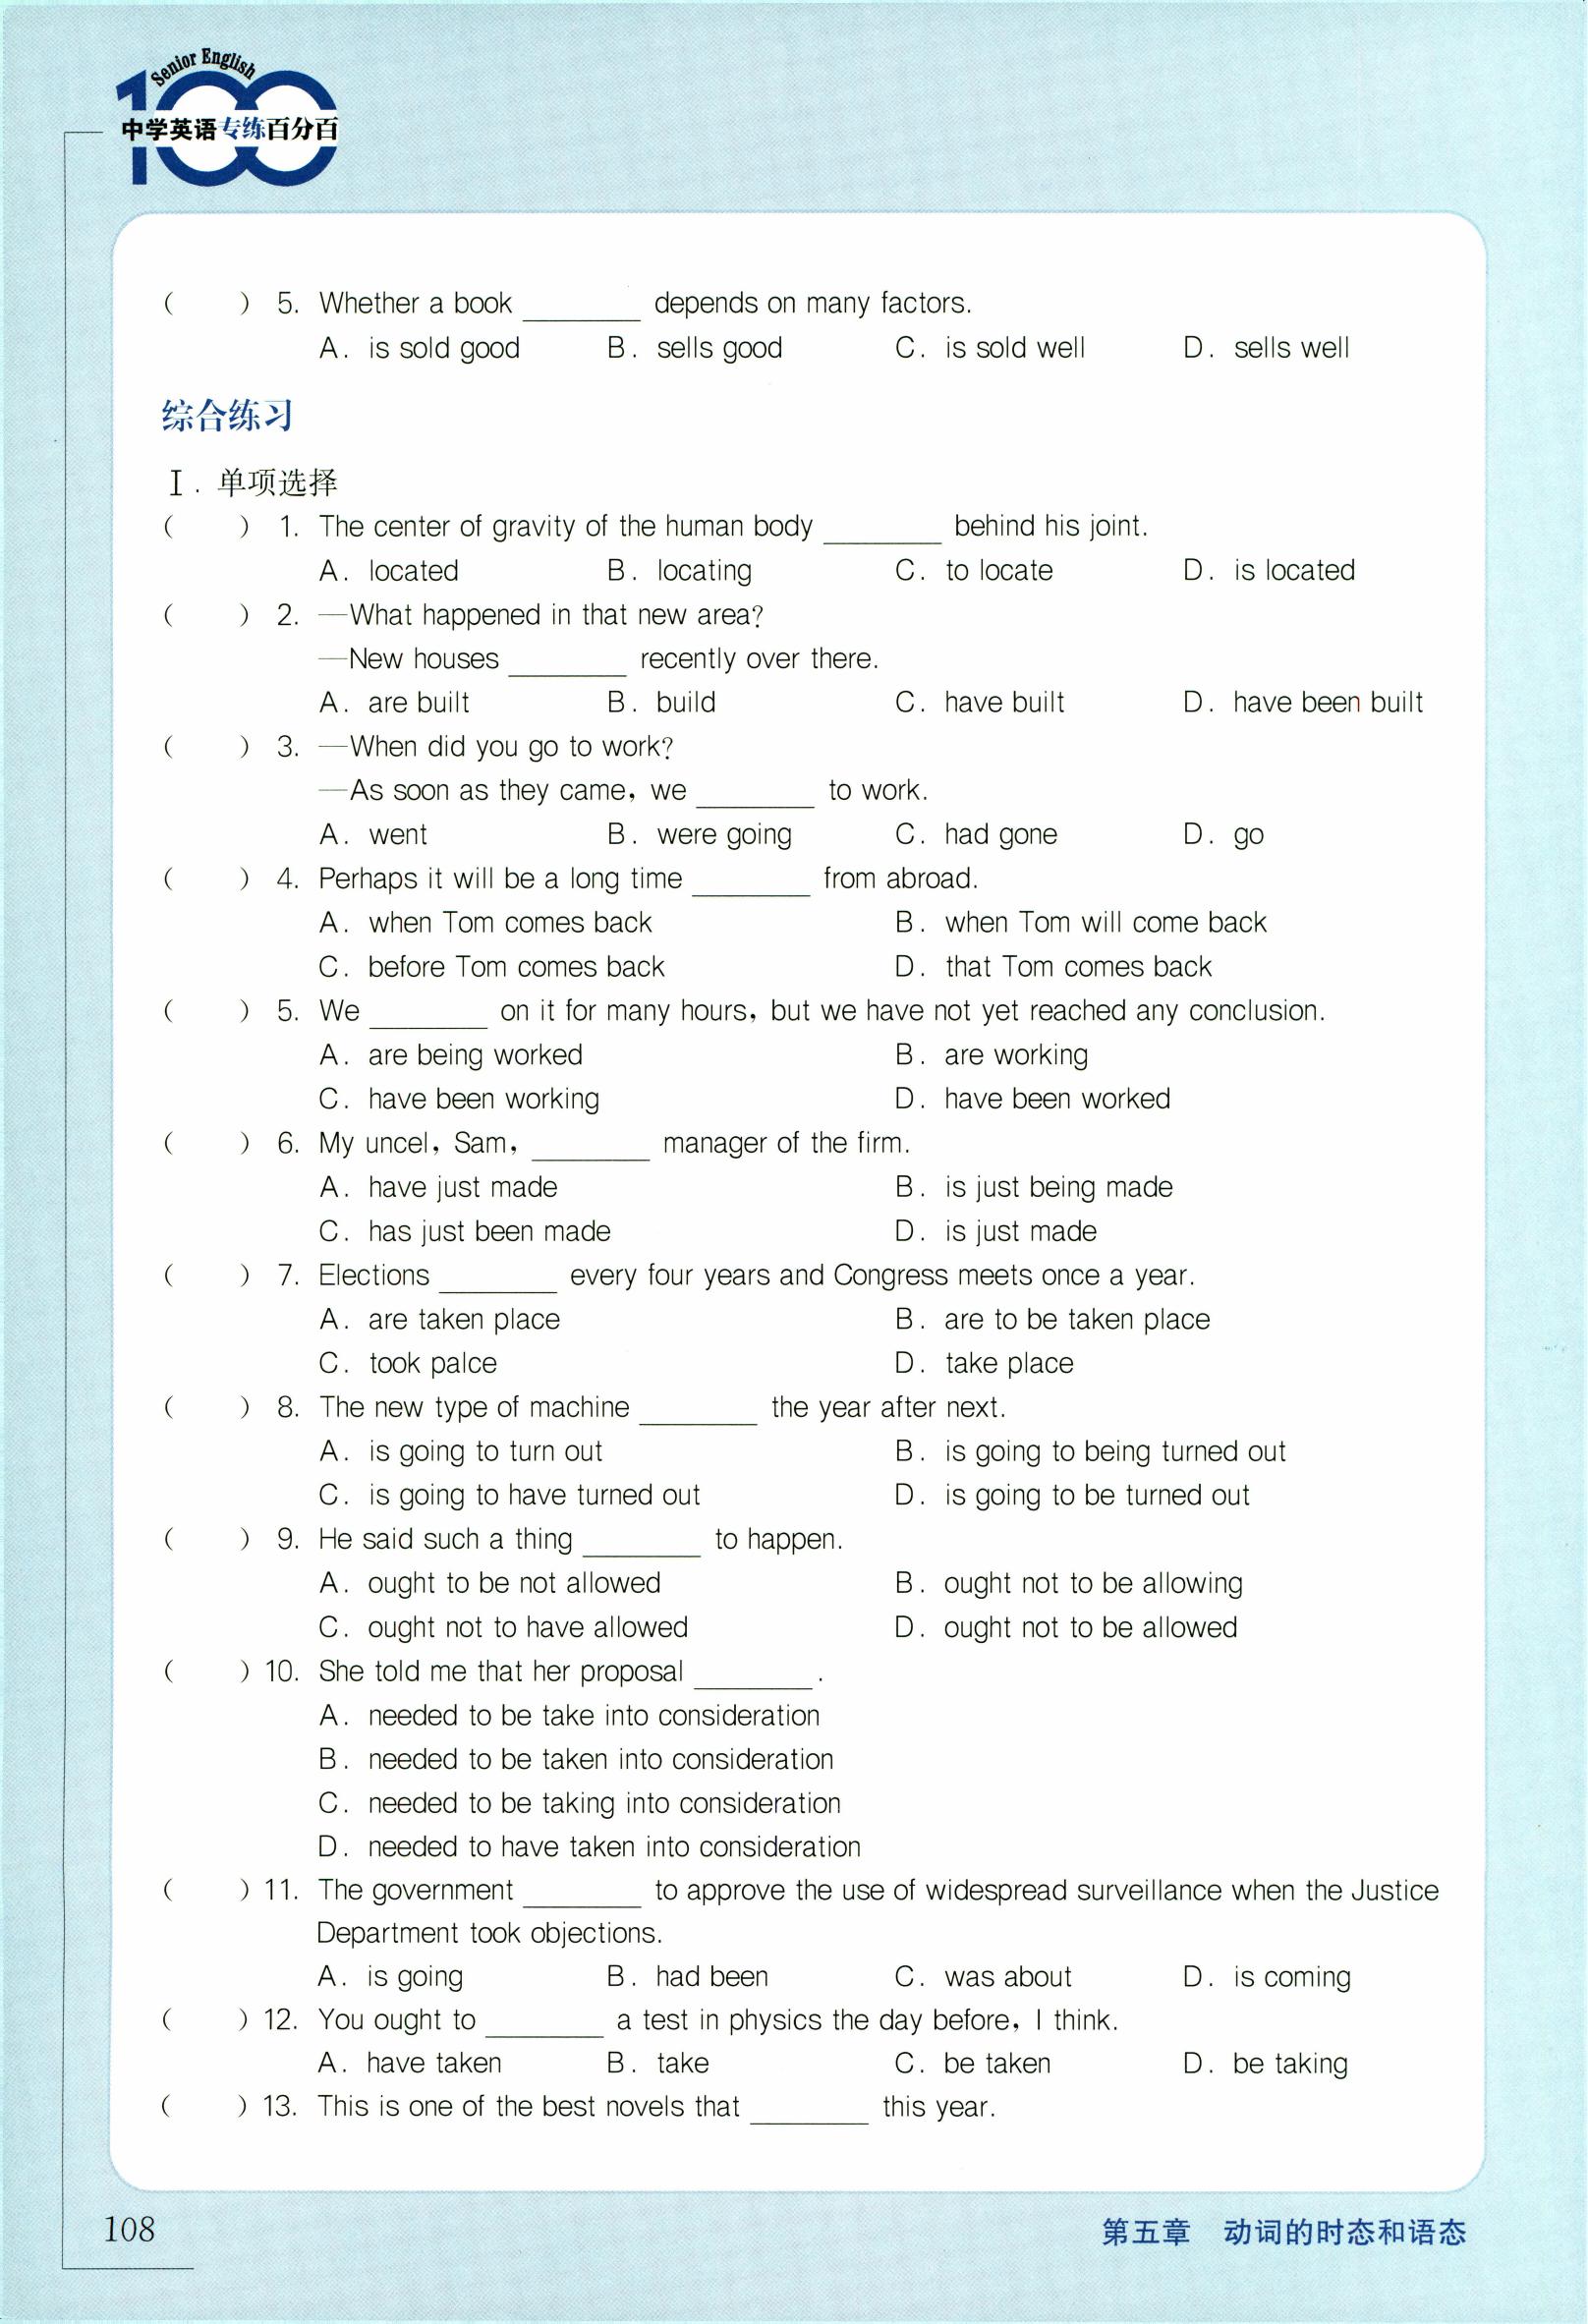 Senior English
100
中学英语专练百分百
(    ) 5. Whether a book ________ depends on many factors.
A. is sold good B. sells good C. is sold well D. sells well
综合练习
Ⅰ. 单项选择
(    ) 1. The center of gravity of the human body ________ behind his joint.
A. located B. locating C. to locate D. is located
(    ) 2. —What happened in that new area?
—New houses ________ recently over there.
A. are built B. build C. have built D. have been built
(    ) 3. —When did you go to work?
—As soon as they came, we ________ to work.
A. went B. were going C. had gone D. go
(    ) 4. Perhaps it will be a long time ________ from abroad.
A. when Tom comes back B. when Tom will come back
C. before Tom comes back D. that Tom comes back
(    ) 5. We ________ on it for many hours, but we have not yet reached any conclusion.
A. are being worked B. are working
C. have been working D. have been worked
(    ) 6. My uncel, Sam, ________ manager of the firm.
A. have just made B. is just being made
C. has just been made D. is just made
(    ) 7. Elections ________ every four years and Congress meets once a year.
A. are taken place B. are to be taken place
C. took palce D. take place
(    ) 8. The new type of machine ________ the year after next.
A. is going to turn out B. is going to being turned out
C. is going to have turned out D. is going to be turned out
(    ) 9. He said such a thing ________ to happen.
A. ought to be not allowed B. ought not to be allowing
C. ought not to have allowed D. ought not to be allowed
(    ) 10. She told me that her proposal ________.
A. needed to be take into consideration
B. needed to be taken into consideration
C. needed to be taking into consideration
D. needed to have taken into consideration
(    ) 11. The government ________ to approve the use of widespread surveillance when the Justice
Department took objections.
A. is going B. had been C. was about D. is coming
(    ) 12. You ought to ________ a test in physics the day before, I think.
A. have taken B. take C. be taken D. be taking
(    ) 13. This is one of the best novels that ________ this year.
108
第五章 动词的时态和语态